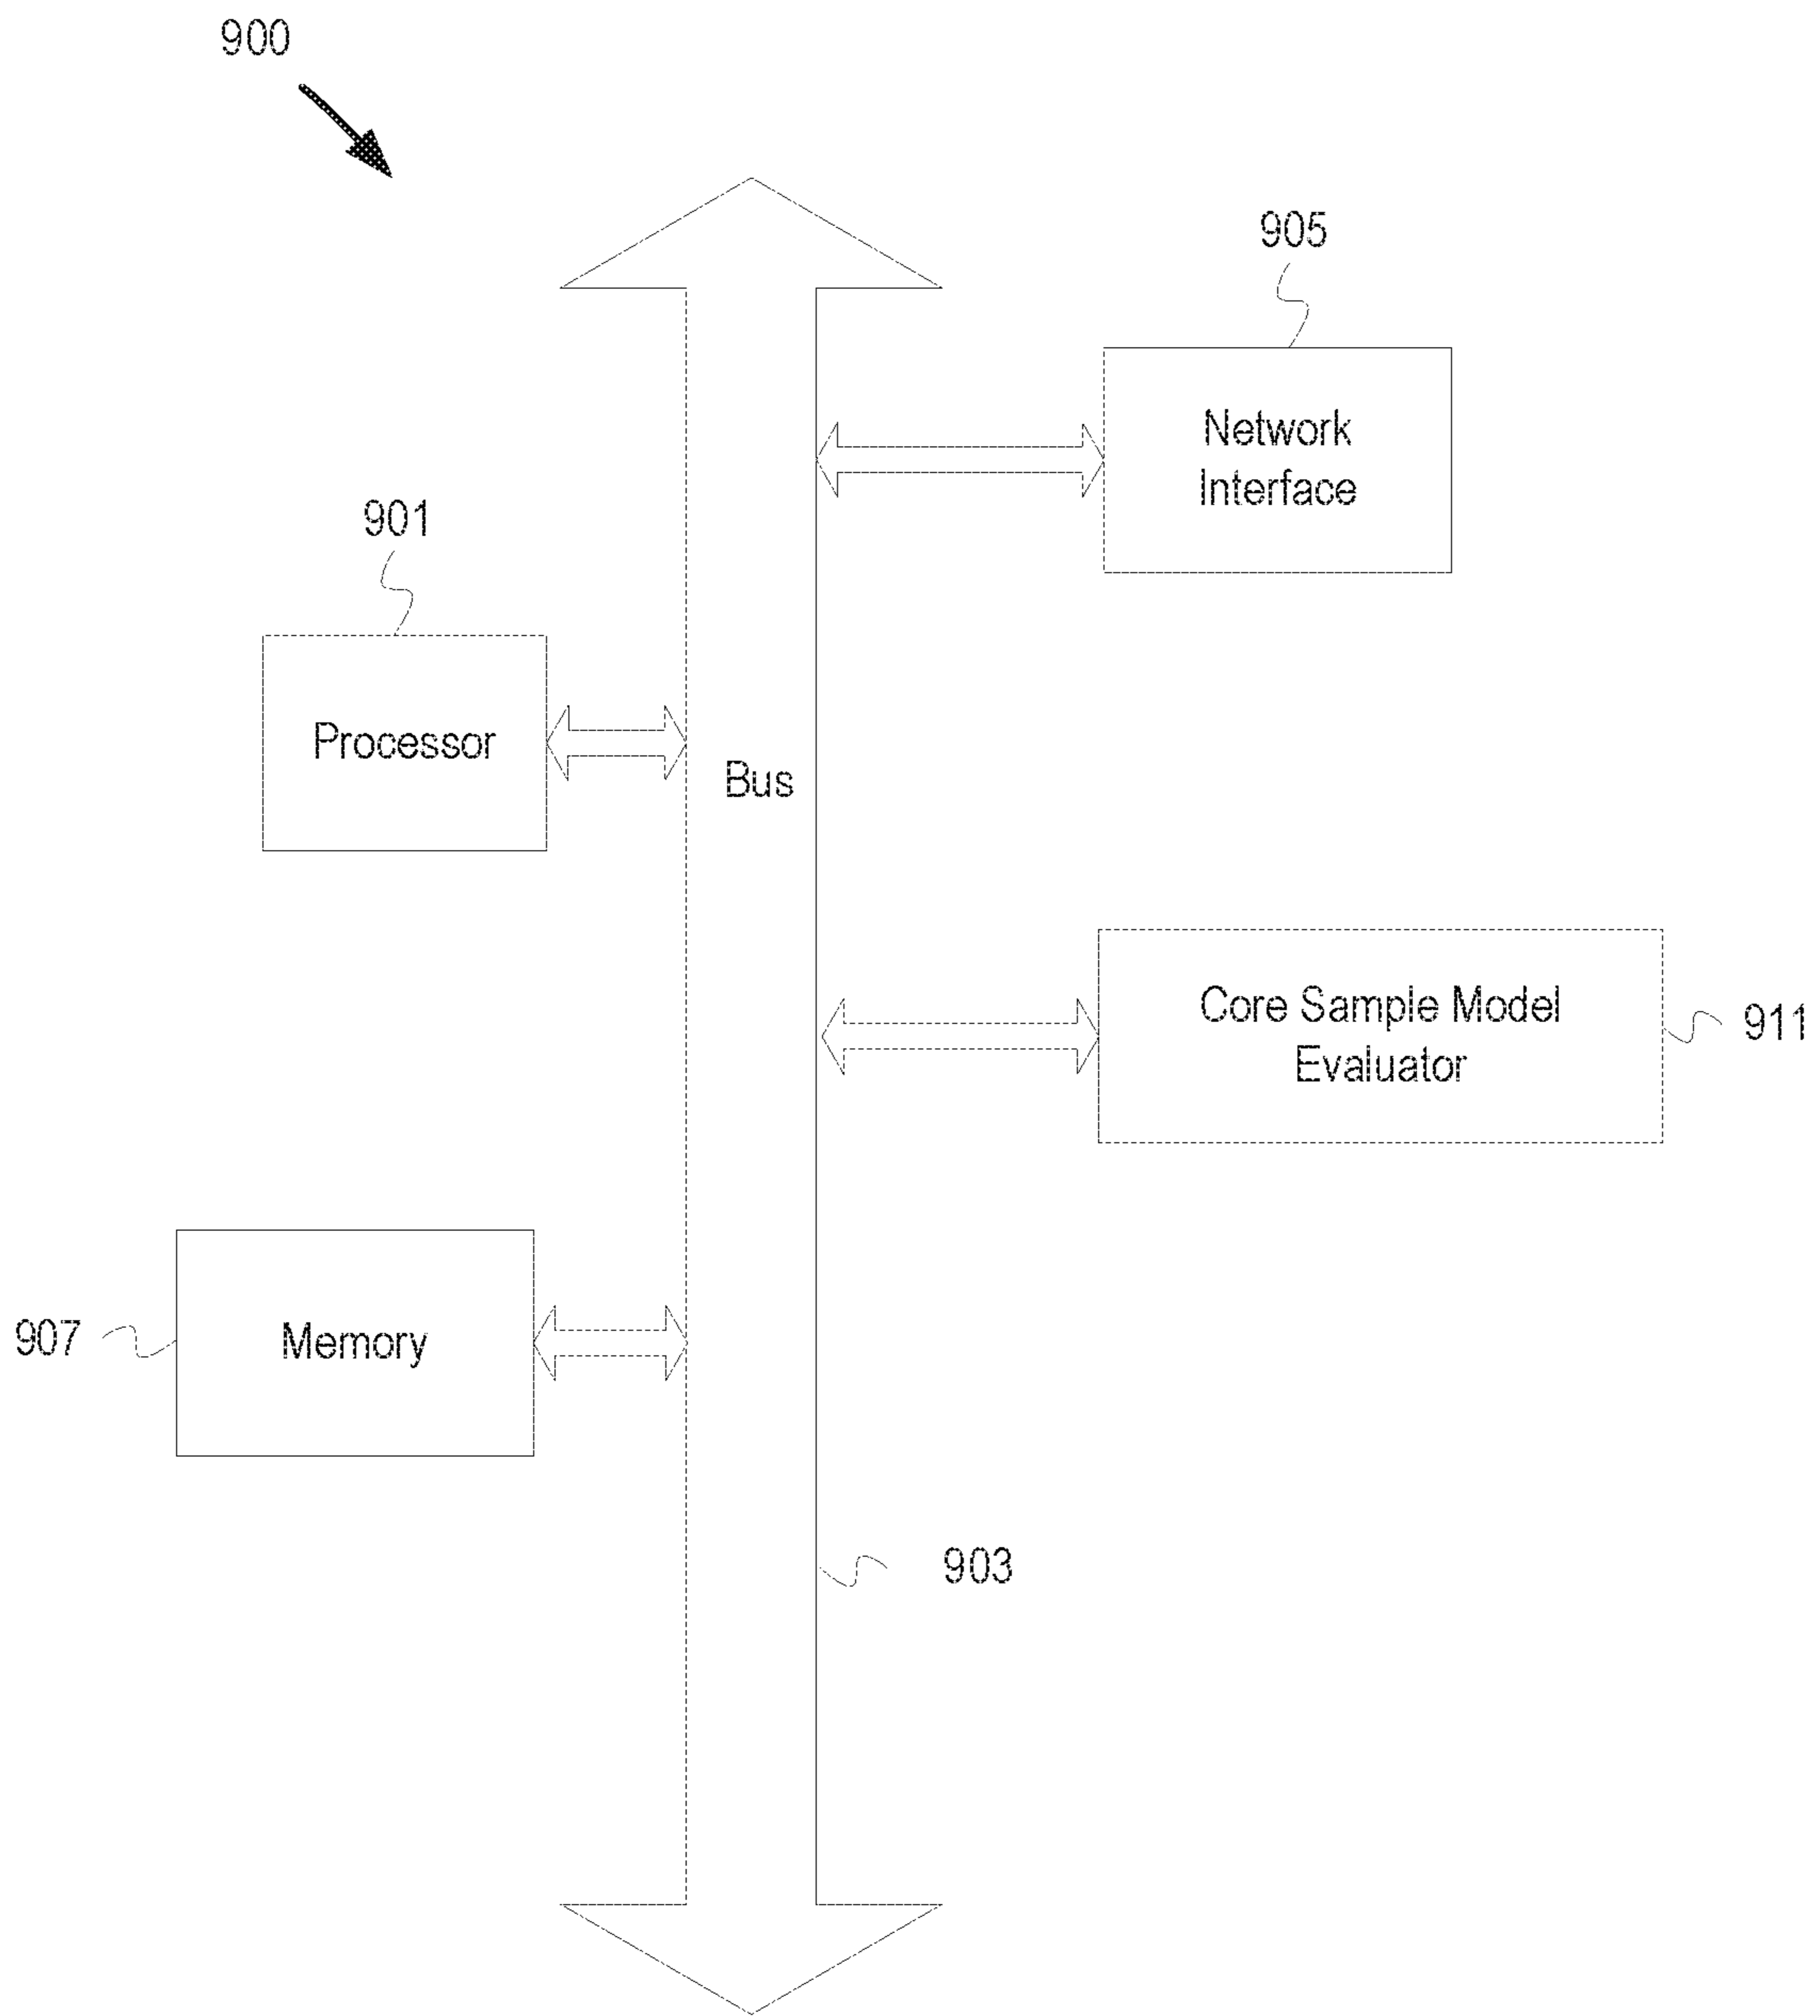 900
905
Network
Interface
901
Processor
Bus
Core Sample Model
Evaluator
911
907
Memory
903